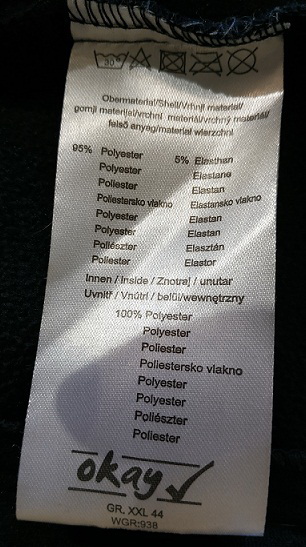 30
Obermaterial/Shell/Vrhnji material/
gornji materijal/vrchní materiál/vrchný materiál/
felső anyag/materiał wierzchni
95% Polyester 5% Elasthan
Polyester Elastane
Poliester Elastan
Poliestersko vlakno Elastansko vlakno
Polyester Elastan
Polyester Elastan
Poliészter Elasztán
Poliester Elastor
Innen / Inside / Znotraj / unutar
Uvnitř / Vnútri / belül/wewnętrzny
100% Polyester
Polyester
Poliester
Poliestersko vlakno
Polyester
Polyester
Poliészter
Poliester
okay
GR. XXL 44
WGR:938